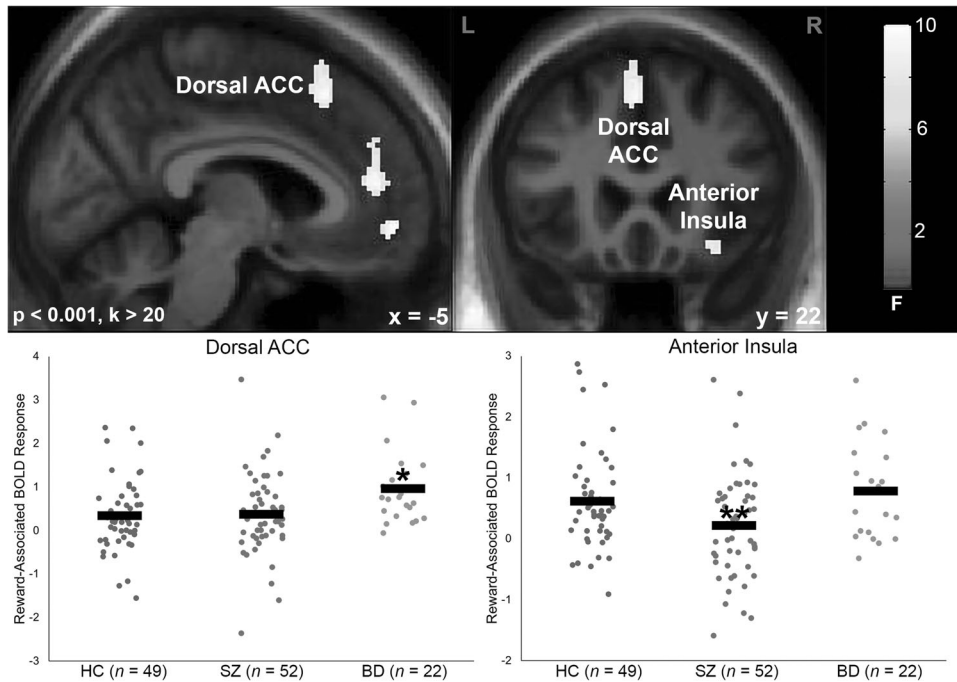 L
R
10
Dorsal ACC
Dorsal
ACC
6
Anterior
Insula
2
p < 0.001, k > 20
x = -5
y = 22
F
Dorsal ACC
Reward-Associated BOLD Response
4
3
2
1
0
-1
-2
-3
*
HC (n = 49)
SZ (n = 52)
BD (n = 22)
Anterior Insula
Reward-Associated BOLD Response
3
2
1
0
-1
-2
**
HC (n = 49)
SZ (n = 52)
BD (n = 22)